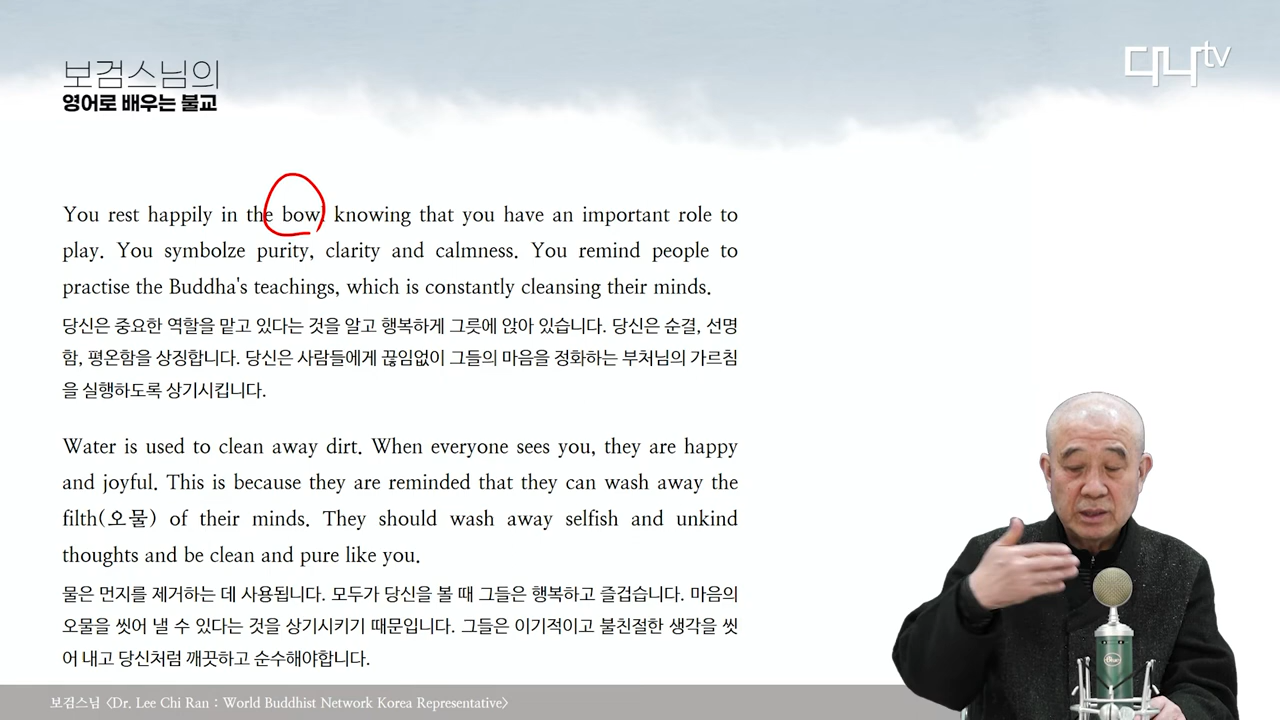 보검스님의
영어로 배우는 불교
디나tv
You rest happily in the bowl knowing that you have an important role to
play. You symbolze purity, clarity and calmness. You remind people to
practise the Buddha's teachings, which is constantly cleansing their minds.
당신은 중요한 역할을 맡고 있다는 것을 알고 행복하게 그릇에 앉아 있습니다. 당신은 순결, 선명
함, 평온함을 상징합니다. 당신은 사람들에게 끊임없이 그들의 마음을 정화하는 부처님의 가르침
을 실행하도록 상기시킵니다.
Water is used to clean away dirt. When everyone sees you, they are happy
and joyful. This is because they are reminded that they can wash away the
filth(오물) of their minds. They should wash away selfish and unkind
thoughts and be clean and pure like you.
물은 먼지를 제거하는 데 사용됩니다. 모두가 당신을 볼 때 그들은 행복하고 즐겁습니다. 마음의
오물을 씻어 낼 수 있다는 것을 상기시키기 때문입니다. 그들은 이기적이고 불친절한 생각을 씻
어 내고 당신처럼 깨끗하고 순수해야합니다.
Blue
보검스님 <Dr. Lee Chi Ran : World Buddhist Network Korea Representative>